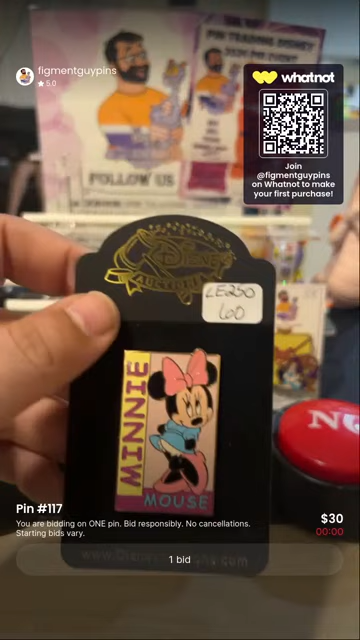 figmentguypins
★ 5.0
whatnot
Join
@figmentguypins
on Whatnot to make
your first purchase!
PIN TRADING DISNEY
FOLLOW US
Disney
AUCTIONS
LE250
60
MINNIE
MOUSE
NU
Pin #117
You are bidding on ONE pin. Bid responsibly. No cancellations.
Starting bids vary.
$30
00:00
1 bid